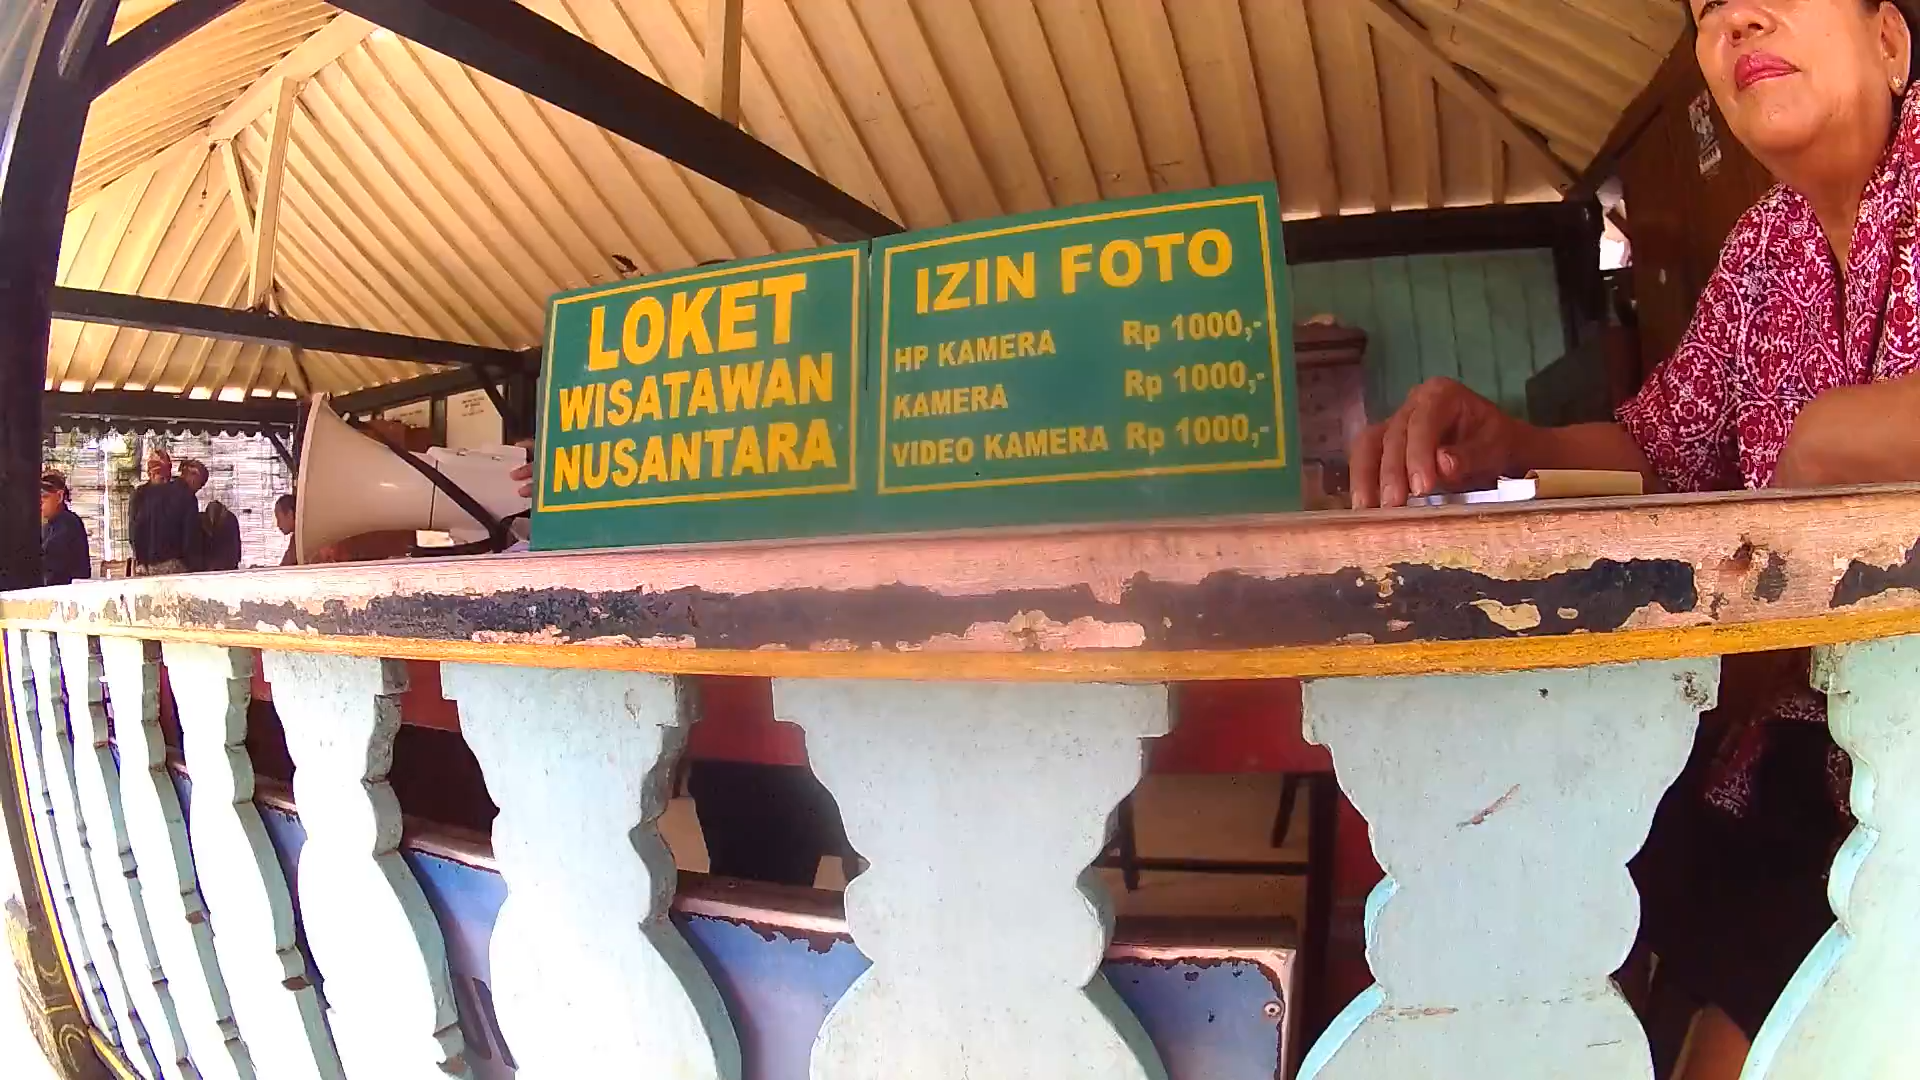 LOKET
WISATAWAN
NUSANTARA
IZIN FOTO
HP KAMERA Rp 1000,-
KAMERA Rp 1000,-
VIDEO KAMERA Rp 1000,-